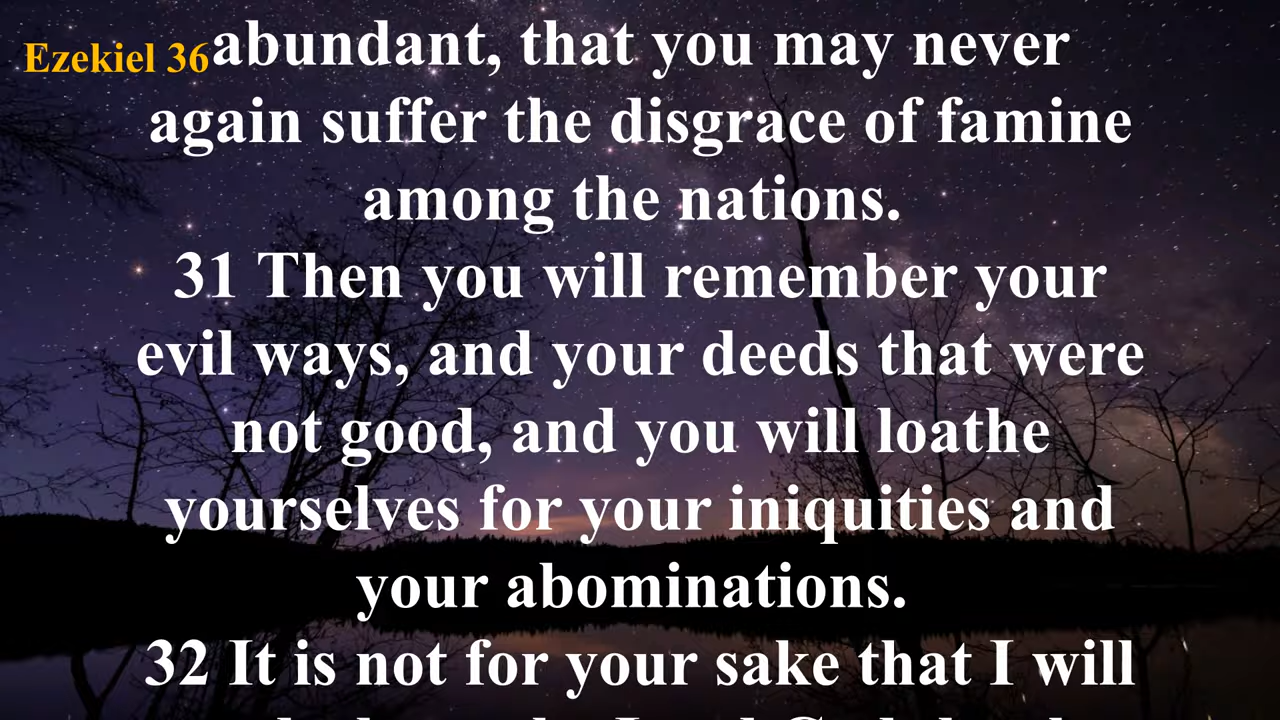 Ezekiel 36
abundant, that you may never
again suffer the disgrace of famine
among the nations.
31 Then you will remember your
evil ways, and your deeds that were
not good, and you will loathe
yourselves for your iniquities and
your abominations.
32 It is not for your sake that I will